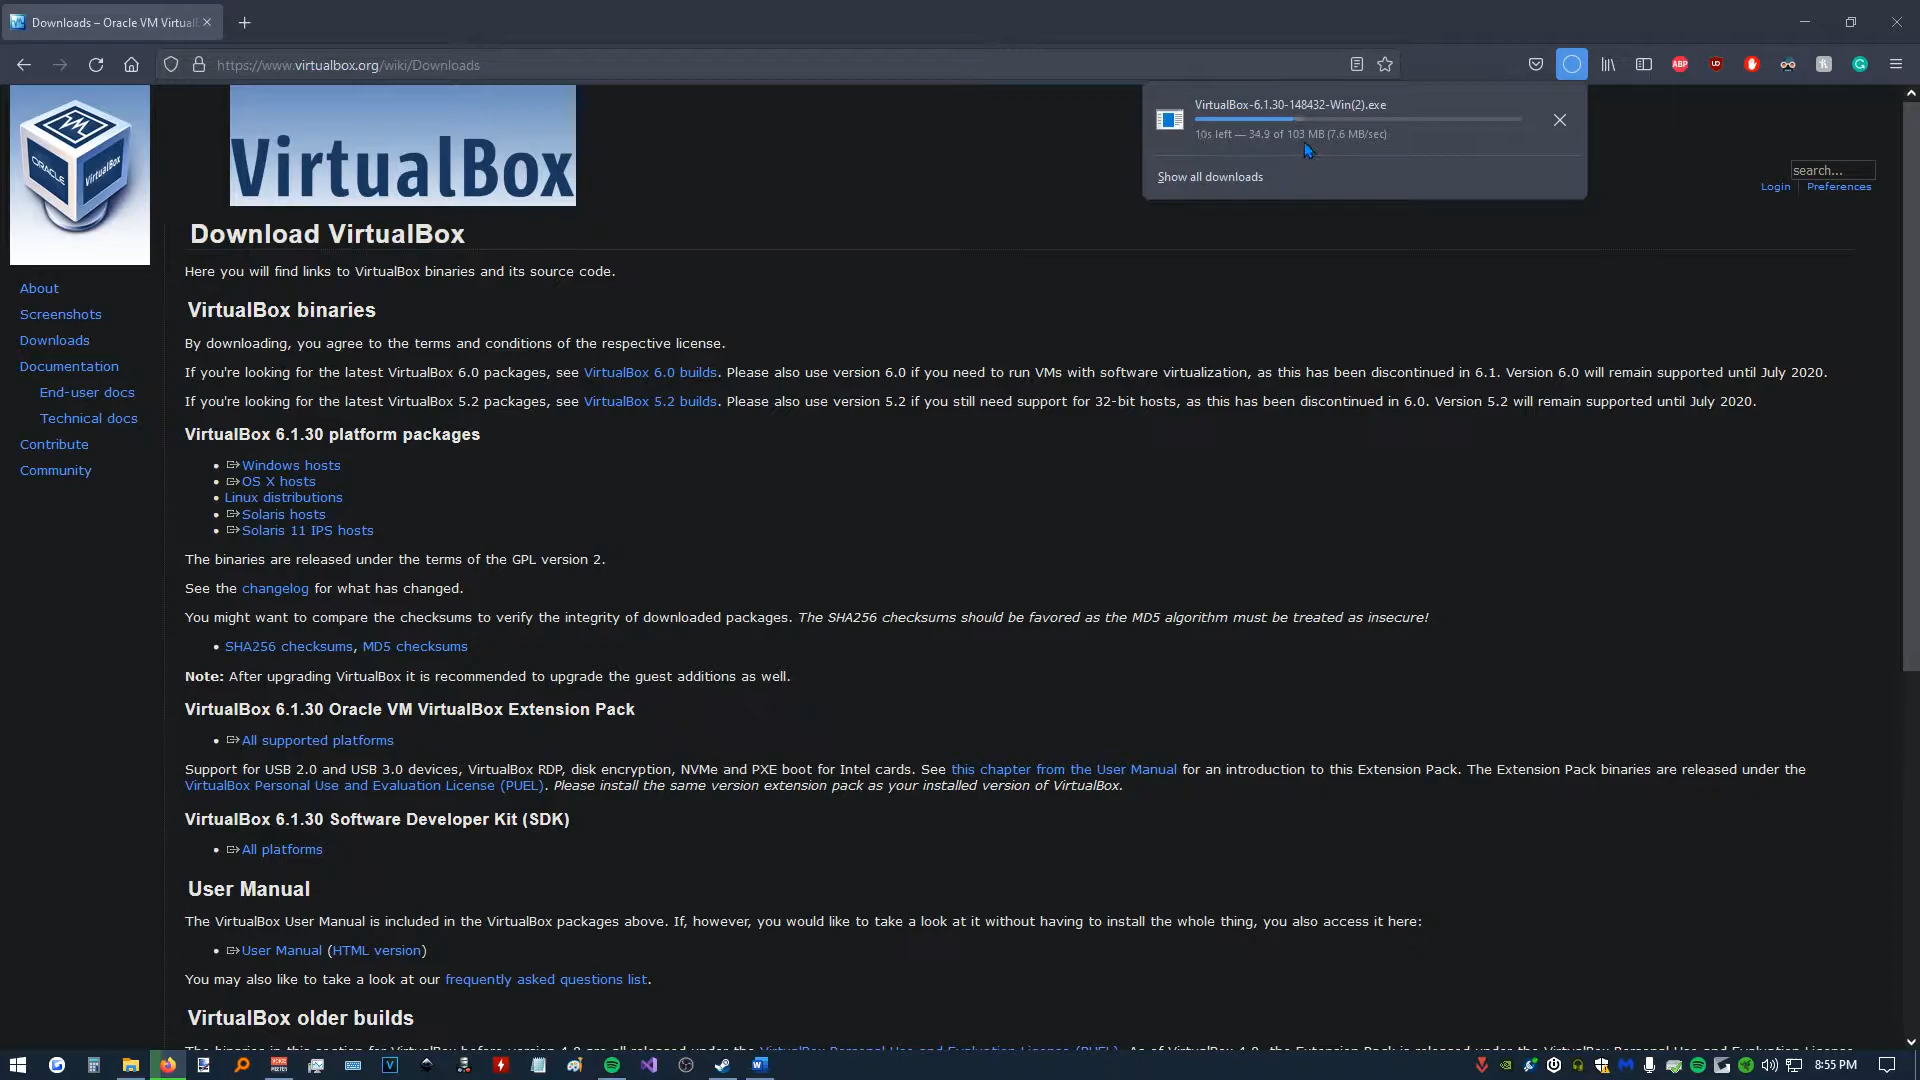 Downloads – Oracle VM Virtual
https://www.virtualbox.org/wiki/Downloads
ABP
UD
VirtualBox-6.1.30-148432-Win(2).exe
10s left — 34.9 of 103 MB (7.6 MB/sec)
Show all downloads
ORACLE
VirtualBox
VirtualBox
search...
Login
Preferences
Download VirtualBox
Here you will find links to VirtualBox binaries and its source code.
About
Screenshots
Downloads
Documentation
End-user docs
Technical docs
Contribute
Community
VirtualBox binaries
By downloading, you agree to the terms and conditions of the respective license.
If you're looking for the latest VirtualBox 6.0 packages, see VirtualBox 6.0 builds. Please also use version 6.0 if you need to run VMs with software virtualization, as this has been discontinued in 6.1. Version 6.0 will remain supported until July 2020.
If you're looking for the latest VirtualBox 5.2 packages, see VirtualBox 5.2 builds. Please also use version 5.2 if you still need support for 32-bit hosts, as this has been discontinued in 6.0. Version 5.2 will remain supported until July 2020.
VirtualBox 6.1.30 platform packages
Windows hosts
OS X hosts
Linux distributions
Solaris hosts
Solaris 11 IPS hosts
The binaries are released under the terms of the GPL version 2.
See the changelog for what has changed.
You might want to compare the checksums to verify the integrity of downloaded packages. The SHA256 checksums should be favored as the MD5 algorithm must be treated as insecure!
SHA256 checksums, MD5 checksums
Note: After upgrading VirtualBox it is recommended to upgrade the guest additions as well.
VirtualBox 6.1.30 Oracle VM VirtualBox Extension Pack
All supported platforms
Support for USB 2.0 and USB 3.0 devices, VirtualBox RDP, disk encryption, NVMe and PXE boot for Intel cards. See this chapter from the User Manual for an introduction to this Extension Pack. The Extension Pack binaries are released under the
VirtualBox Personal Use and Evaluation License (PUEL). Please install the same version extension pack as your installed version of VirtualBox.
VirtualBox 6.1.30 Software Developer Kit (SDK)
All platforms
User Manual
The VirtualBox User Manual is included in the VirtualBox packages above. If, however, you would like to take a look at it without having to install the whole thing, you also access it here:
User Manual (HTML version)
You may also like to take a look at our frequently asked questions list.
VirtualBox older builds
8:55 PM